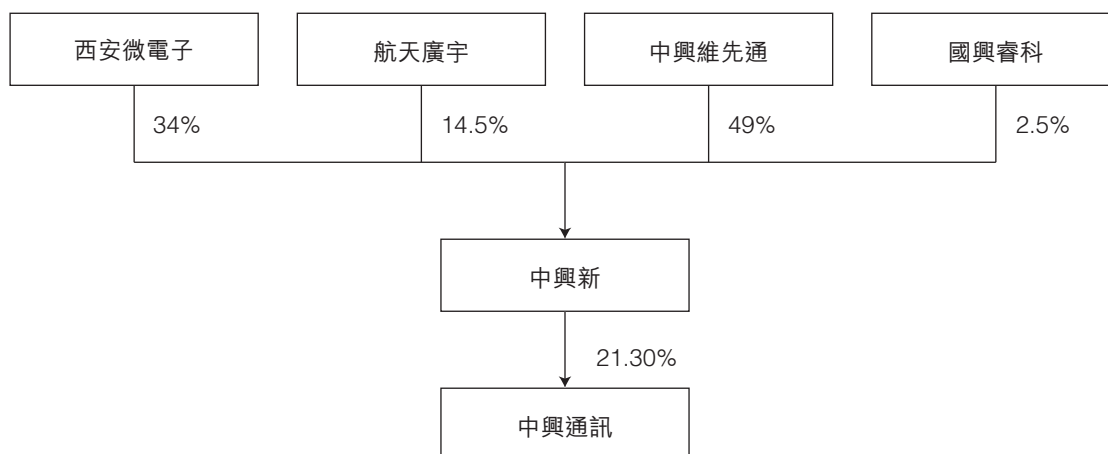 西安微電子
航天廣宇
中興維先通
國興睿科
34%
14.5%
49%
2.5%
中興新
21.30%
中興通訊